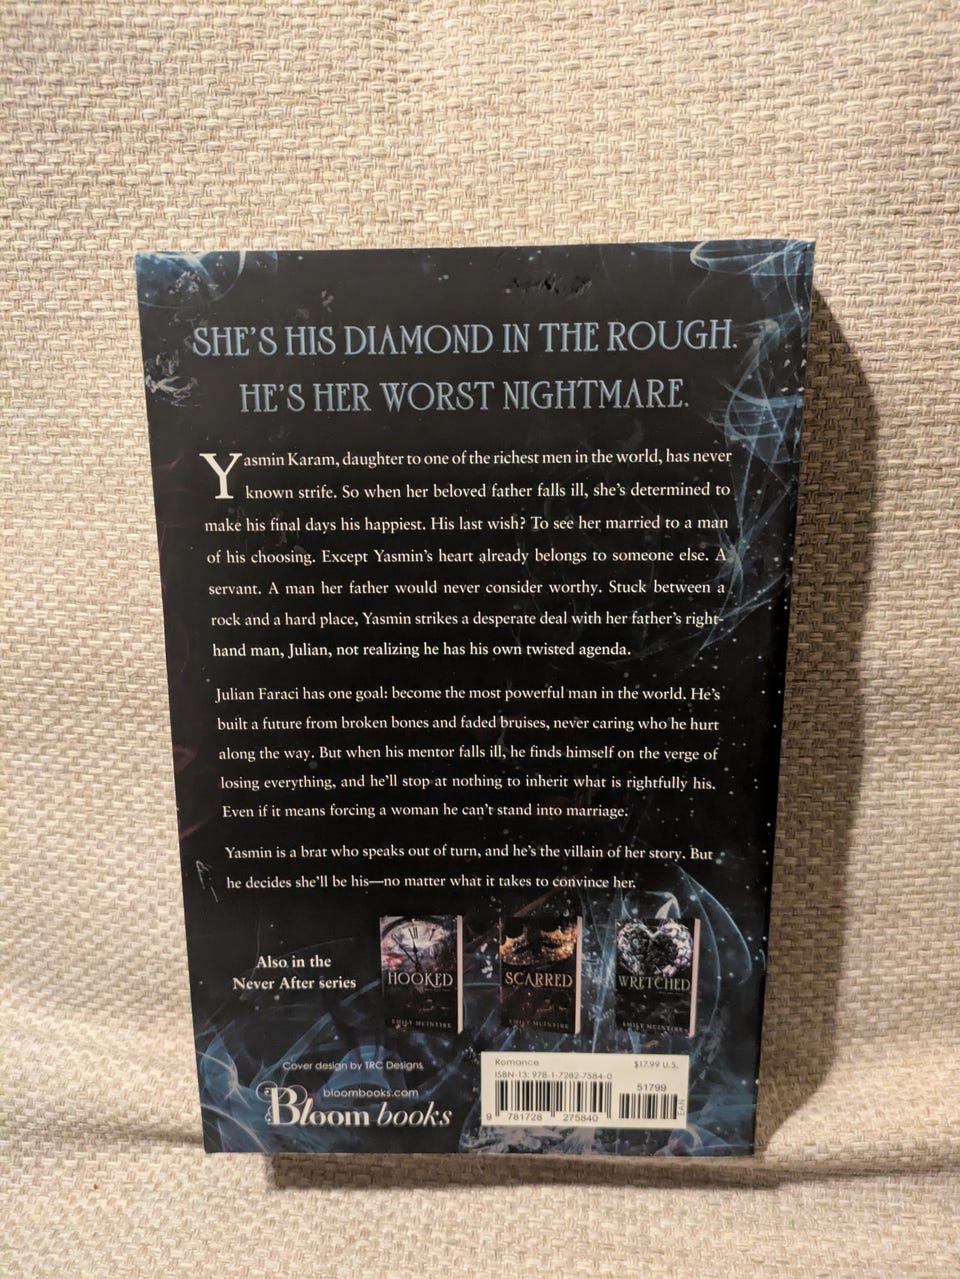 SHE'S HIS DIAMOND IN THE ROUGH.
HE'S HER WORST NIGHTMARE.
Yasmin Karam, daughter to one of the richest men in the world, has never
known strife. So when her beloved father falls ill, she's determined to
make his final days his happiest. His last wish? To see her married to a man
of his choosing. Except Yasmin's heart already belongs to someone else. A
servant. A man her father would never consider worthy. Stuck between a
rock and a hard place, Yasmin strikes a desperate deal with her father's right-
hand man, Julian, not realizing he has his own twisted agenda.
Julian Faraci has one goal: become the most powerful man in the world. He's
built a future from broken bones and faded bruises, never caring who he hurt
along the way. But when his mentor falls ill, he finds himself on the verge of
losing everything, and he'll stop at nothing to inherit what is rightfully his.
Even if it means forcing a woman he can't stand into marriage.
Yasmin is a brat who speaks out of turn, and he's the villain of her story. But
he decides she'll be his—no matter what it takes to convince her.
Also in the
Never After series
HOOKED
EMILY MCINTIRE
SCARRED
EMILY MCINTIRE
WRETCHED
EMILY MCINTIRE
Cover design by TRC Designs
bloombooks.com
Bloom books
Romance $17.99 U.S.
ISBN-13: 978-1-7282-7584-0
51799
9 781728 275840
EAN